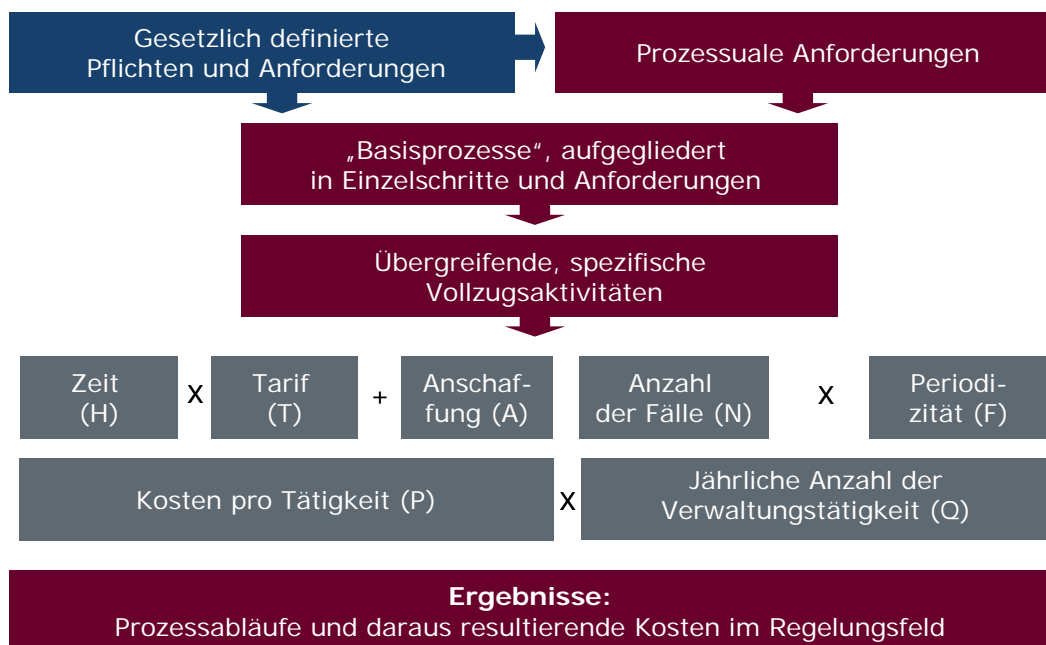 Gesetzlich definierte
Pflichten und Anforderungen
Prozessuale Anforderungen
„Basisprozesse“, aufgegliedert
in Einzelschritte und Anforderungen
Übergreifende, spezifische
Vollzugsaktivitäten
Zeit
(H)
X
Tarif
(T)
+
Anschaf-
fung (A)
Anzahl
der Fälle (N)
X
Periodi-
zität (F)
Kosten pro Tätigkeit (P)
X
Jährliche Anzahl der
Verwaltungstätigkeit (Q)
Ergebnisse:
Prozessabläufe und daraus resultierende Kosten im Regelungsfeld